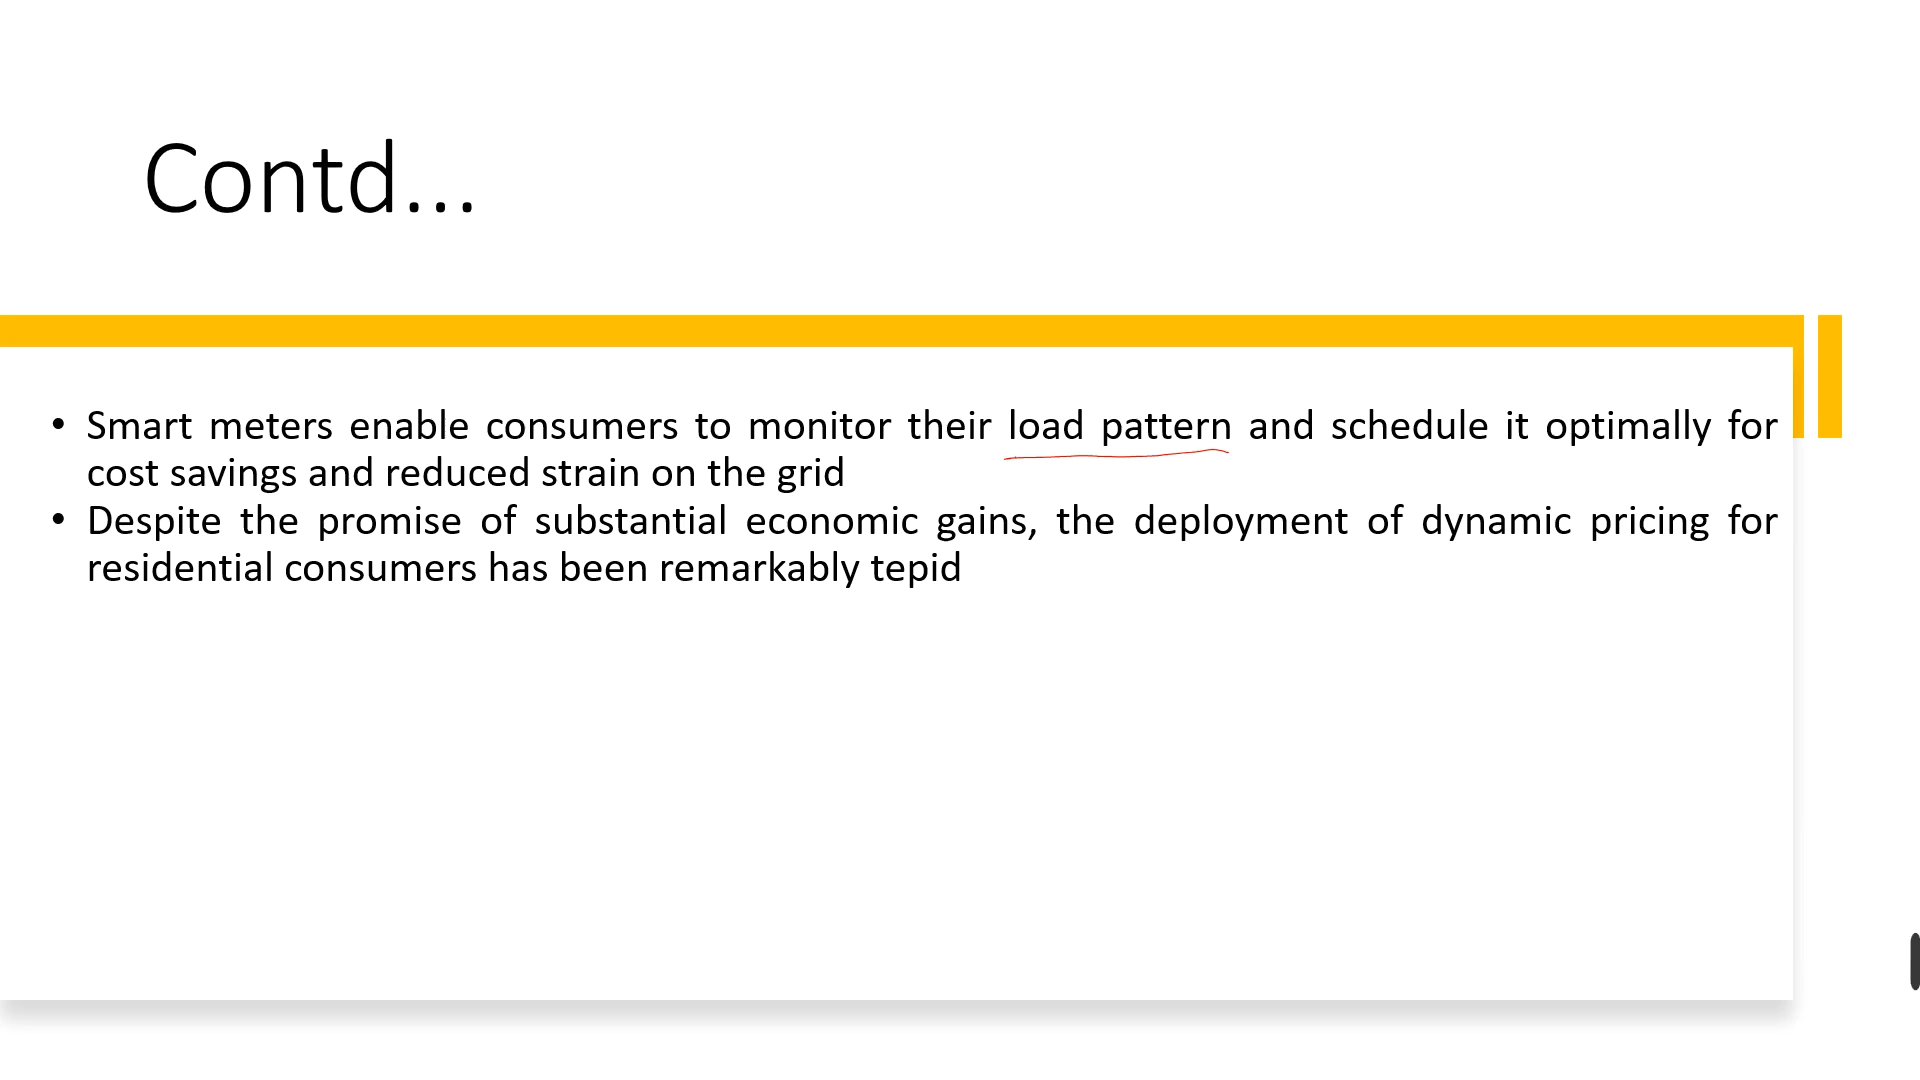 Contd...
• Smart meters enable consumers to monitor their load pattern and schedule it optimally for
cost savings and reduced strain on the grid
• Despite the promise of substantial economic gains, the deployment of dynamic pricing for
residential consumers has been remarkably tepid